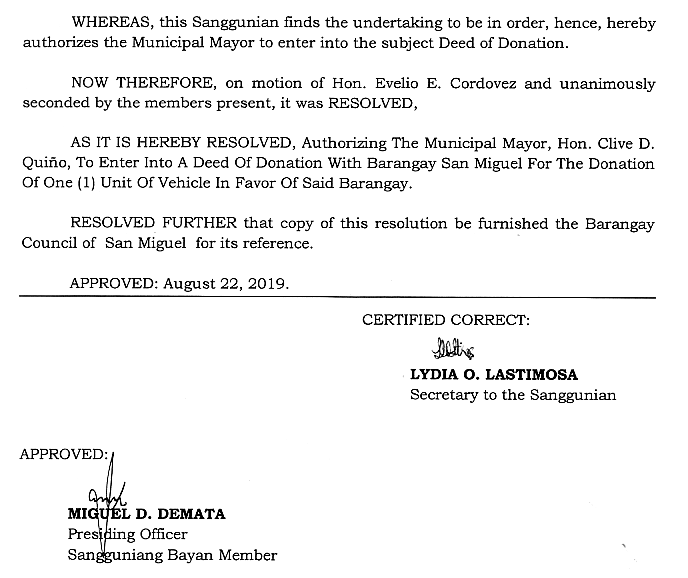 WHEREAS, this Sanggunian finds the undertaking to be in order, hence, hereby
authorizes the Municipal Mayor to enter into the subject Deed of Donation.
NOW THEREFORE, on motion of Hon. Evelio E. Cordovez and unanimously
seconded by the members present, it was RESOLVED,
AS IT IS HEREBY RESOLVED, Authorizing The Municipal Mayor, Hon. Clive D.
Quiño, To Enter Into A Deed Of Donation With Barangay San Miguel For The Donation
Of One (1) Unit Of Vehicle In Favor Of Said Barangay.
RESOLVED FURTHER that copy of this resolution be furnished the Barangay
Council of San Miguel for its reference.
APPROVED: August 22, 2019.
CERTIFIED CORRECT:
LYDIA O. LASTIMOSA
Secretary to the Sanggunian
APPROVED:
MIGUEL D. DEMATA
Presiding Officer
Sangguniang Bayan Member